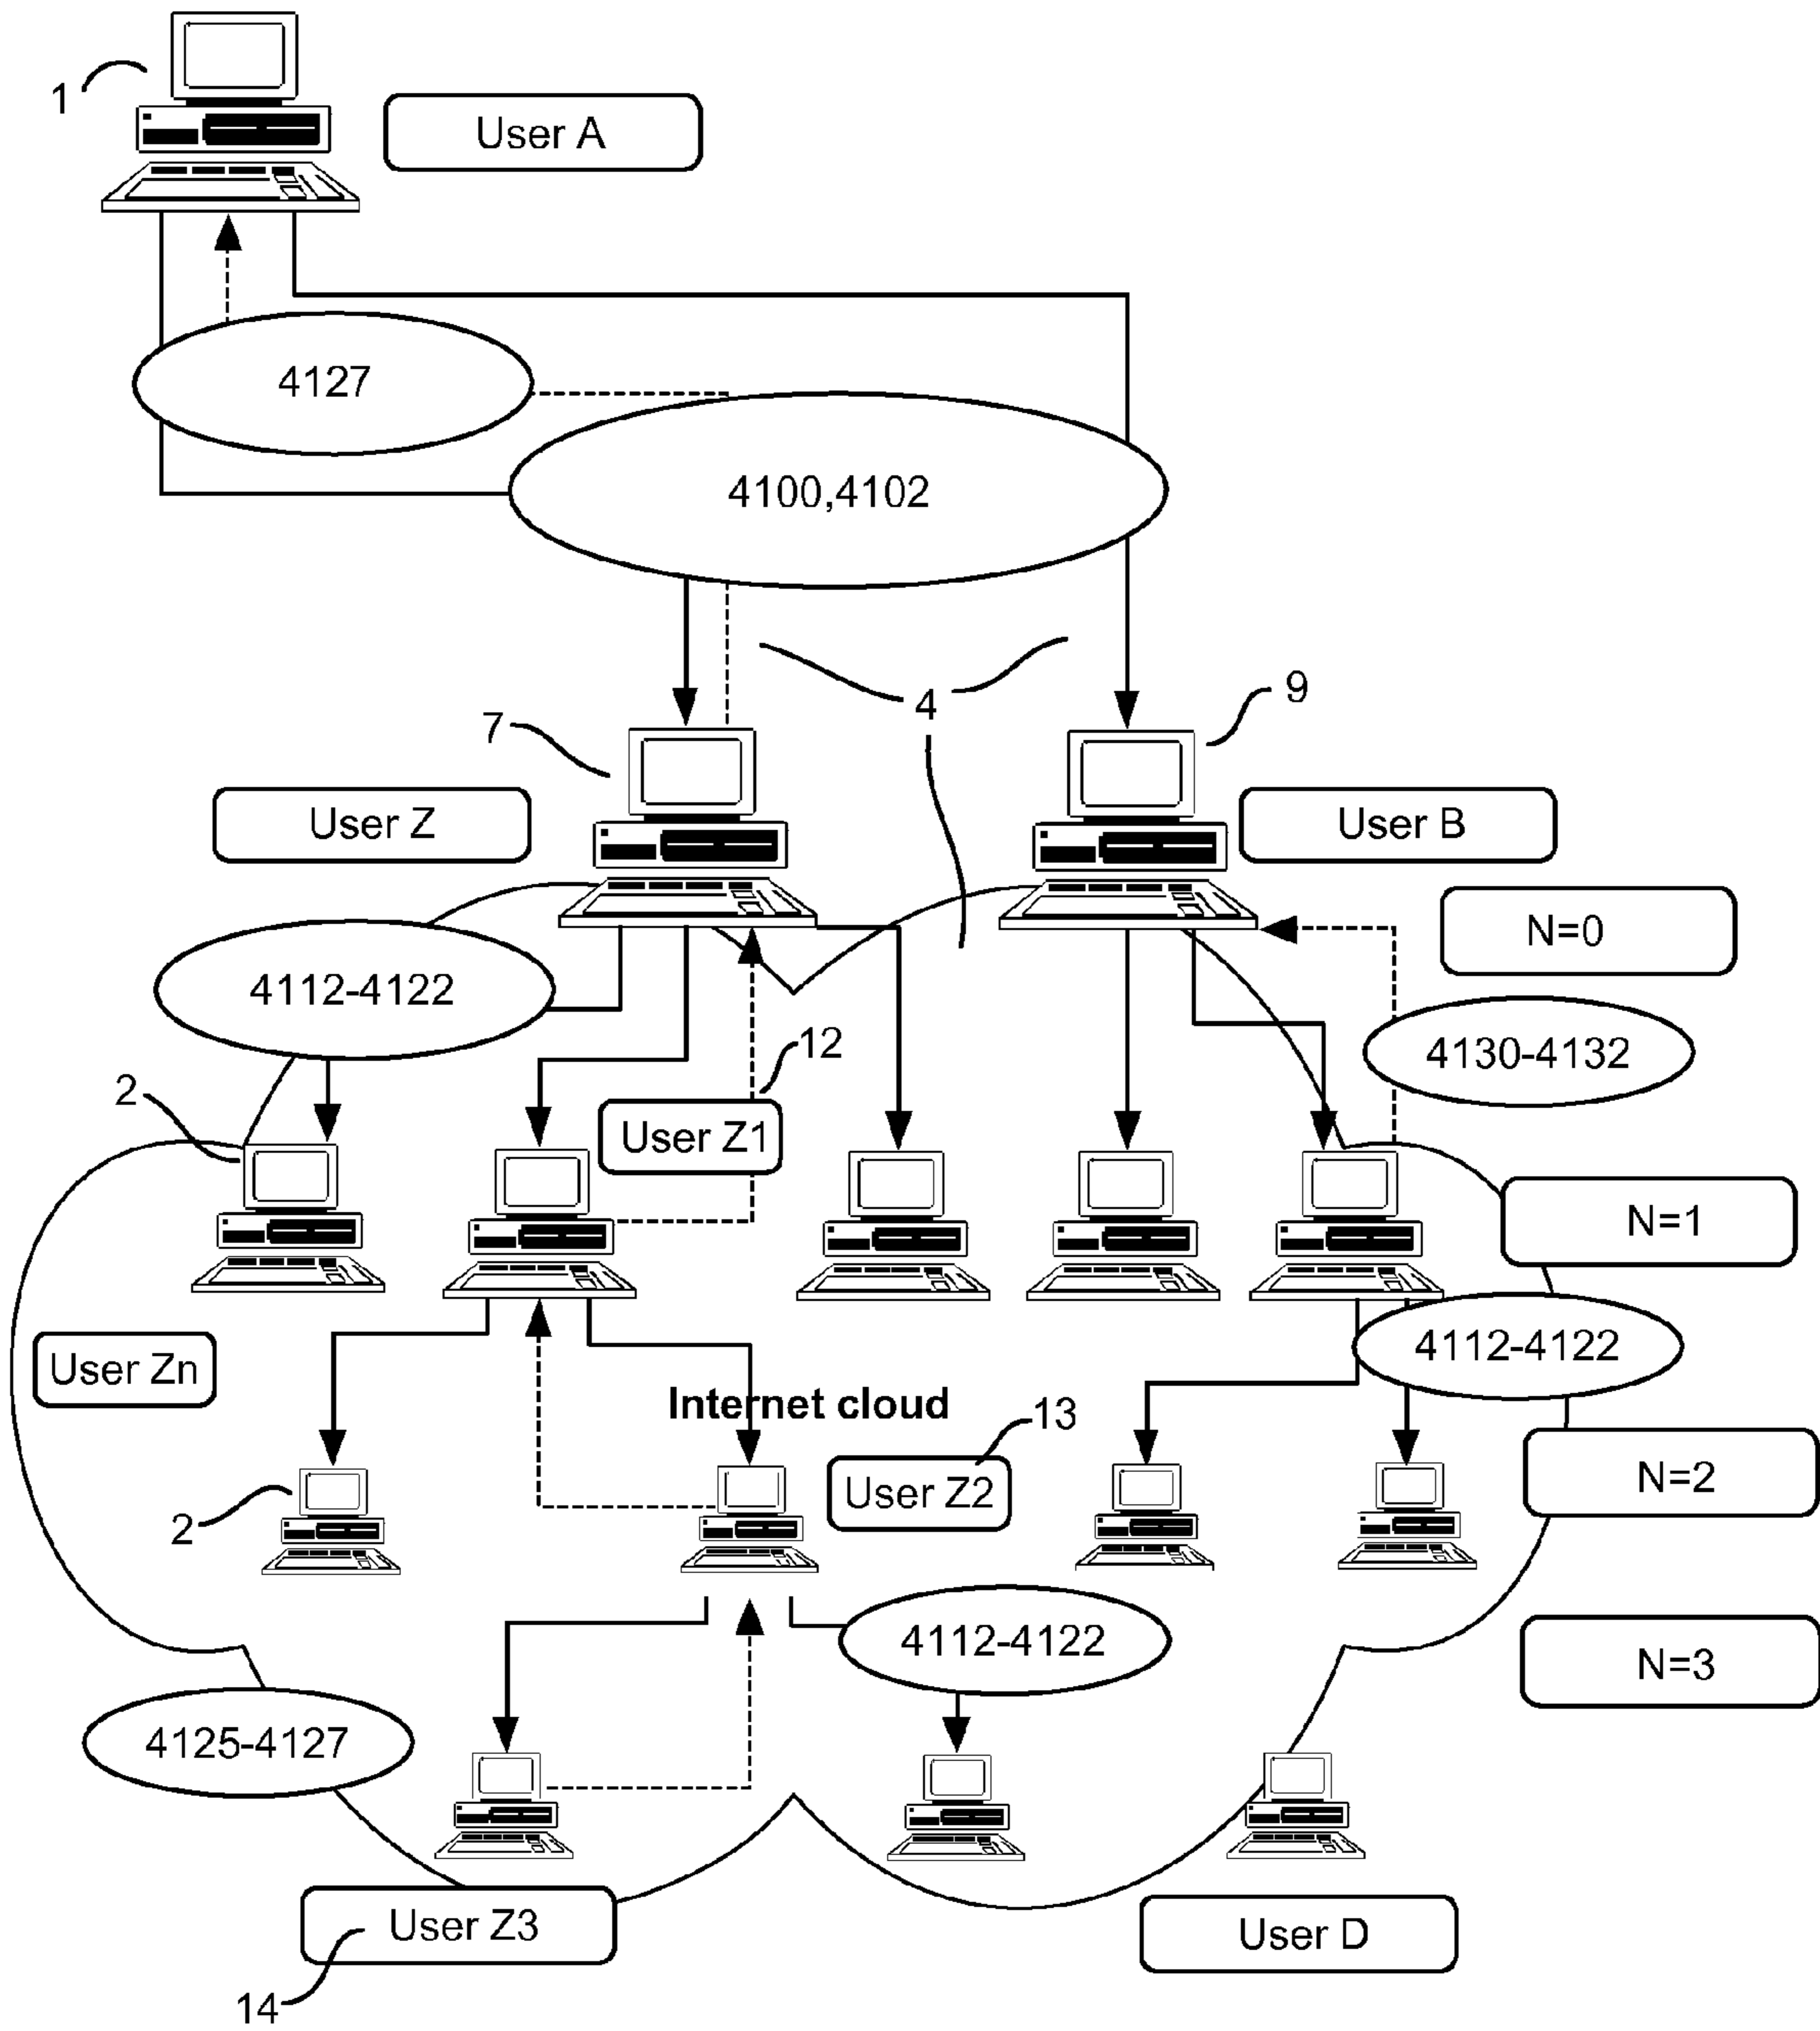 1
User A
4127
4100,4102
4
9
7
User Z
User B
N=0
4112-4122
12
4130-4132
2
User Z1
N=1
4112-4122
User Zn
Internet cloud
13
N=2
User Z2
2
4112-4122
N=3
4125-4127
User Z3
User D
14